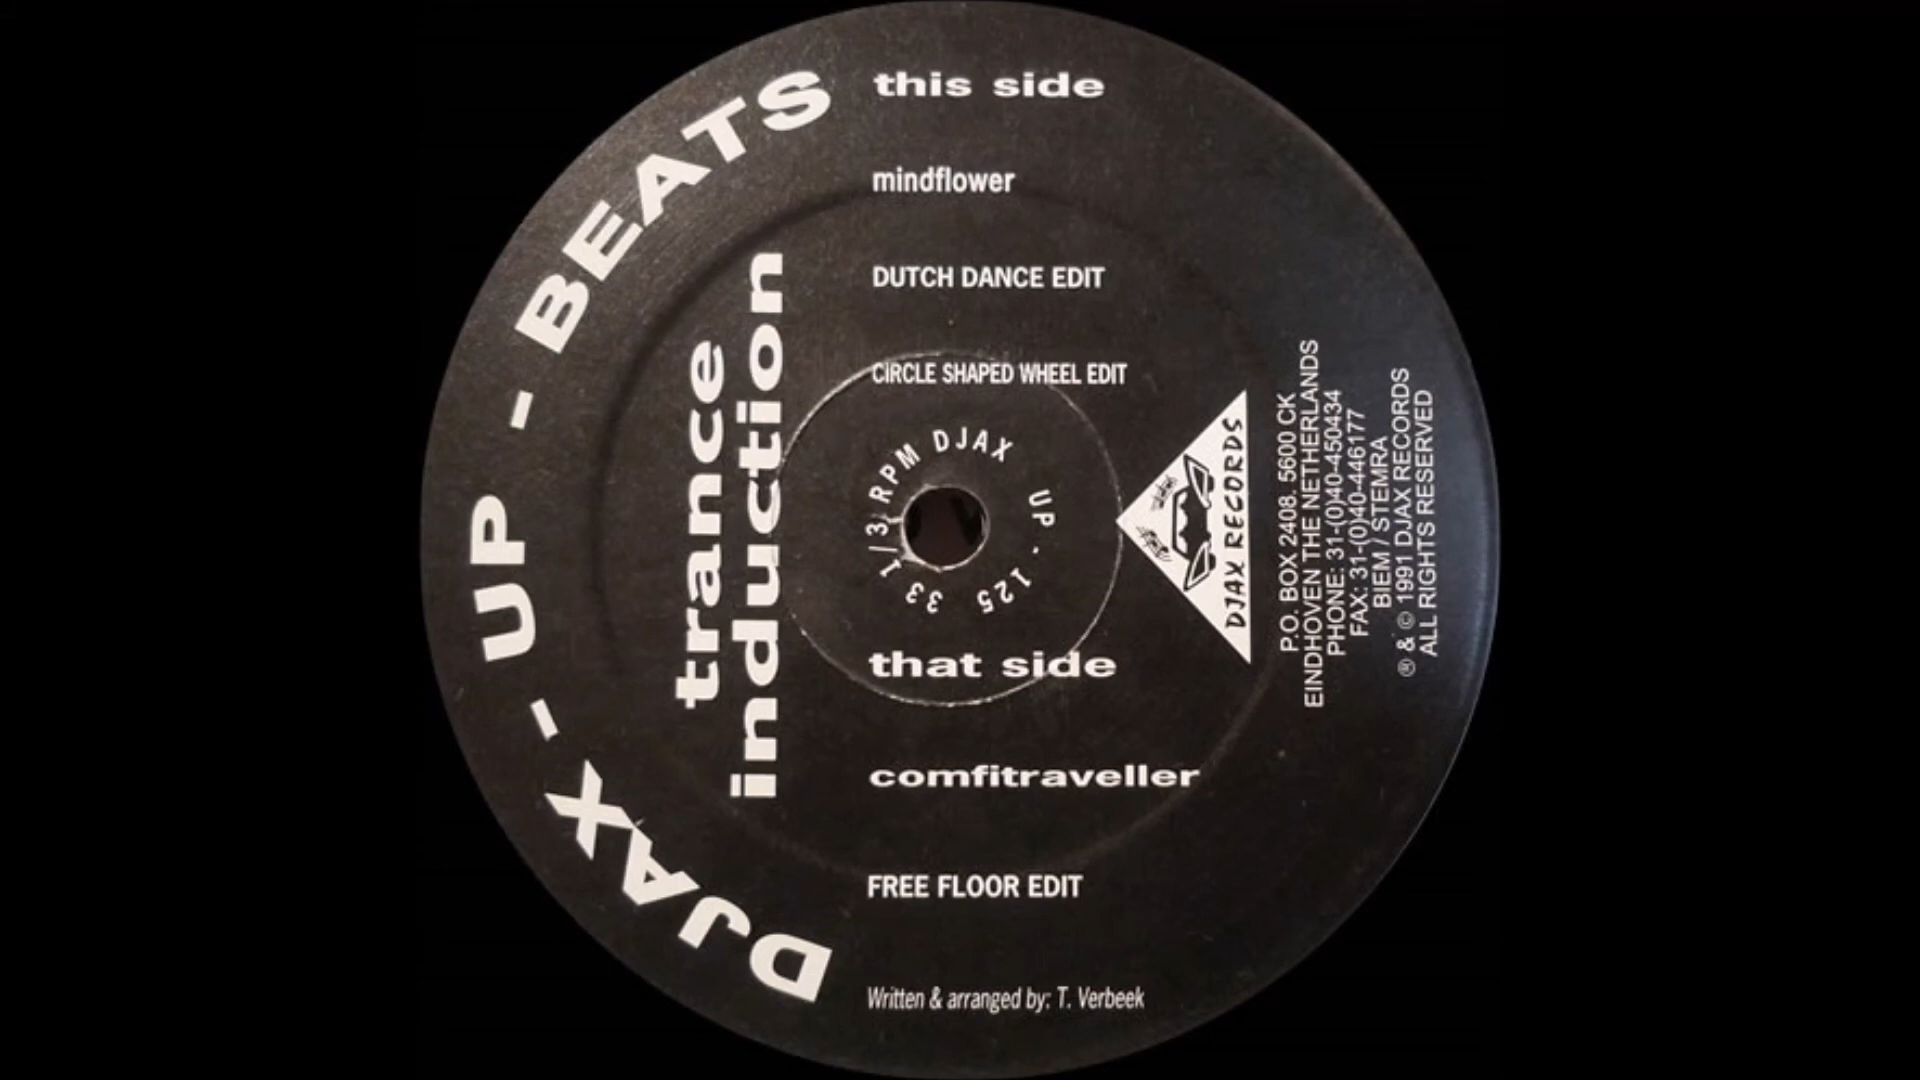 DJAX - UP - BEATS
trance
induction
this side
mindflower
DUTCH DANCE EDIT
CIRCLE SHAPED WHEEL EDIT
33 1/3 RPM DJAX UP - 125
that side
comfitraveller
FREE FLOOR EDIT
Written & arranged by: T. Verbeek
DJAX RECORDS
P.O. BOX 2408. 5600 CK
EINDHOVEN THE NETHERLANDS
PHONE: 31-(0)40-450434
FAX: 31-(0)40-446177
BIEM / STEMRA
® & © 1991 DJAX RECORDS
ALL RIGHTS RESERVED